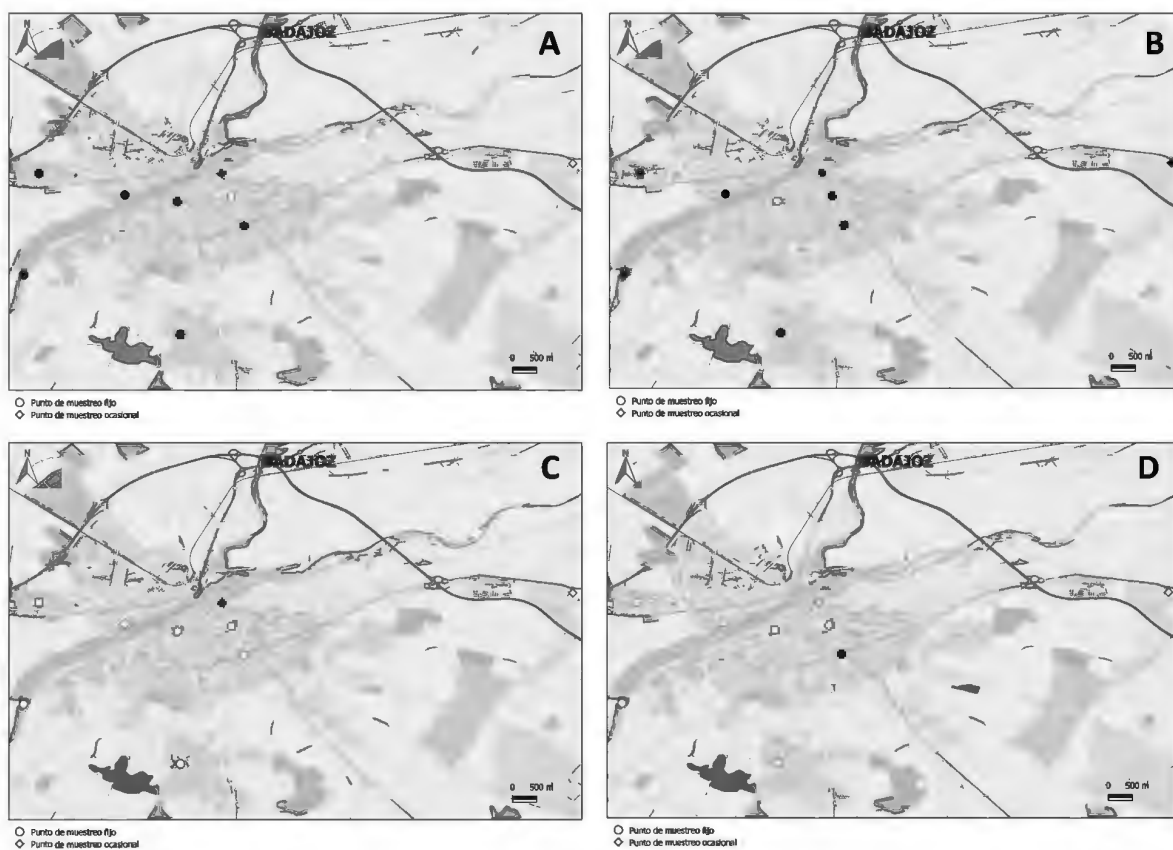 N
BADAJOZ
A
0 500 m
○ Punto de muestreo fijo
◇ Punto de muestreo ocasional
N
BADAJOZ
B
0 500 m
○ Punto de muestreo fijo
◇ Punto de muestreo ocasional
N
BADAJOZ
C
0 500 m
○ Punto de muestreo fijo
◇ Punto de muestreo ocasional
N
BADAJOZ
D
0 500 m
○ Punto de muestreo fijo
◇ Punto de muestreo ocasional